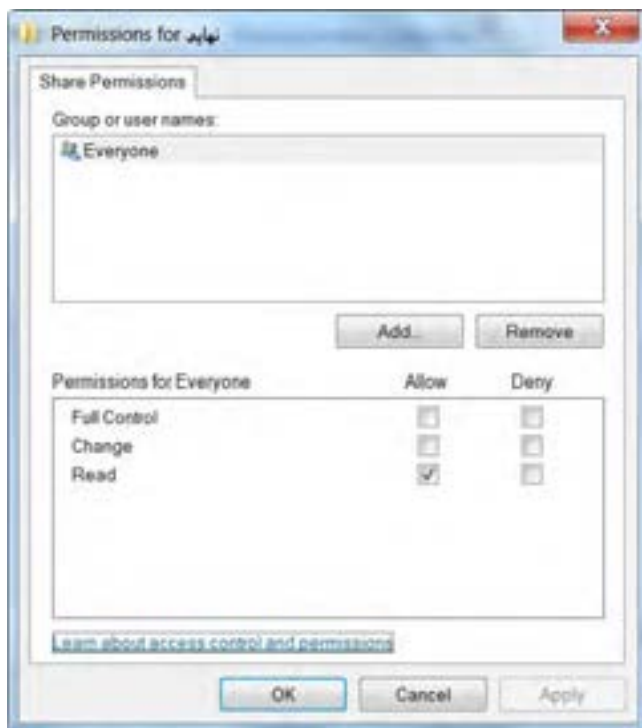 Permissions for نهاید
Share Permissions
Group or user names:
Everyone
Add...
Remove
Permissions for Everyone
Allow
Deny
Full Control
Change
Read
Learn about access control and permissions
OK
Cancel
Apply